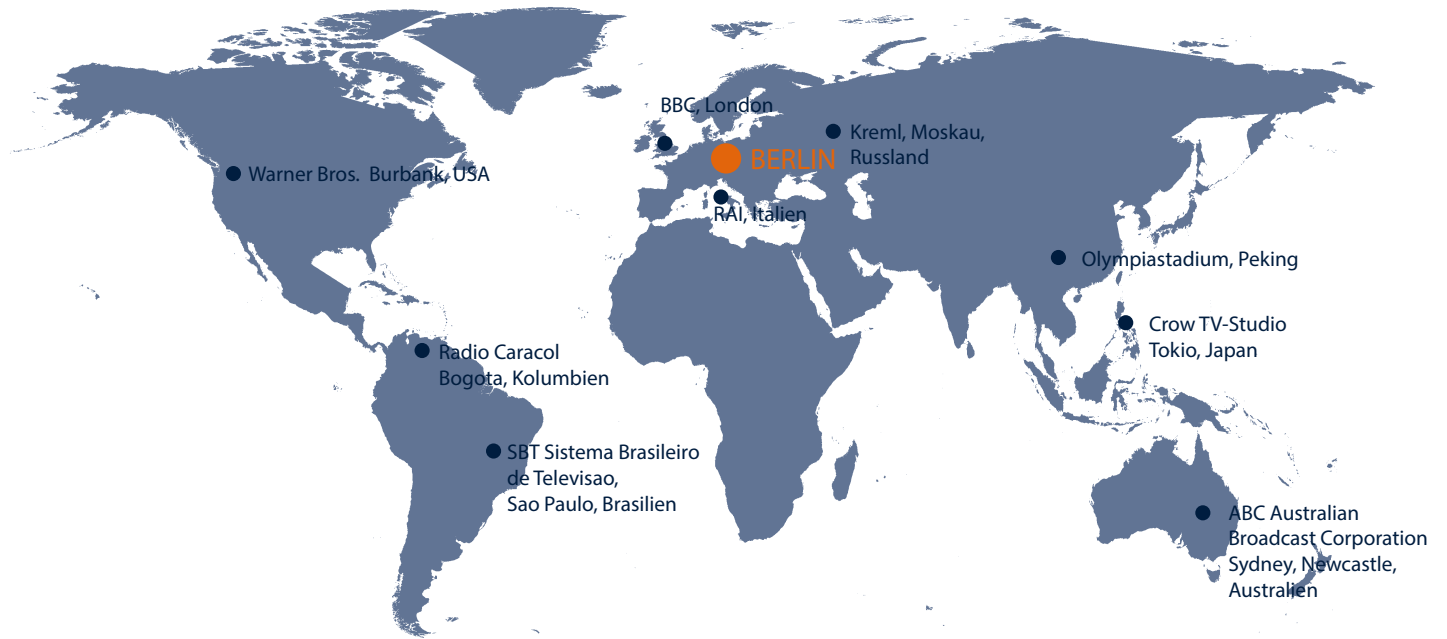 BBC, London
Kreml, Moskau,
Russland
BERLIN
Warner Bros.  Burbank, USA
RAI, Italien
Olympiastadium, Peking
Crow TV-Studio
Tokio, Japan
Radio Caracol
Bogota, Kolumbien
SBT Sistema Brasileiro
de Televisao,
Sao Paulo, Brasilien
ABC Australian
Broadcast Corporation
Sydney, Newcastle,
Australien